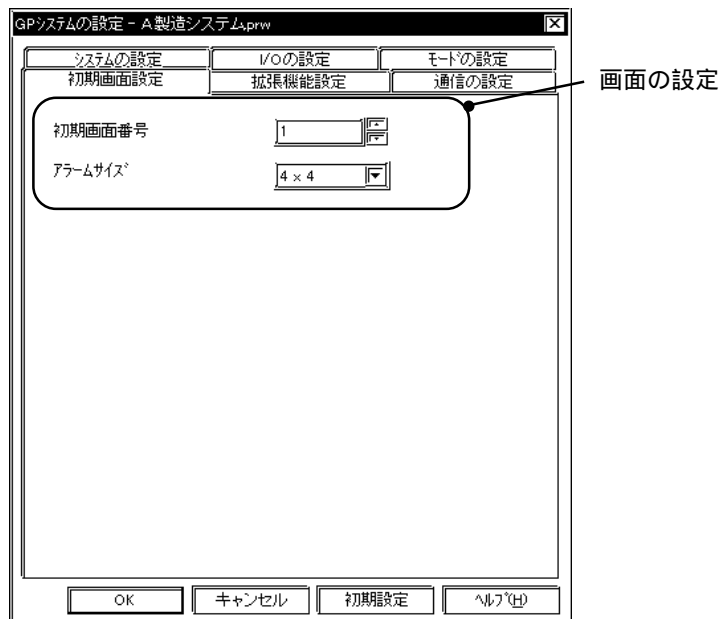 GPシステムの設定 - A製造システム.prw
システムの設定 I/Oの設定 モードの設定
初期画面設定 拡張機能設定 通信の設定
画面の設定
初期画面番号 1
アラームサイズ 4 × 4
OK キャンセル 初期設定 ヘルプ(H)